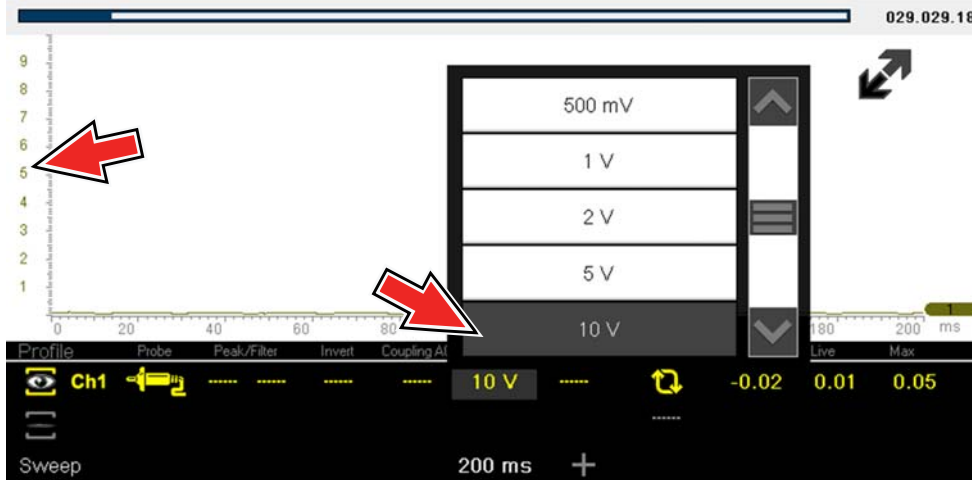 029.029.18
9
8
7
6
5
4
3
2
1
500 mV
1 V
2 V
5 V
10 V
1
0 20 40 60 80 180 200 ms
Profile Probe Peak/Filter Invert Coupling Live Max
Ch1 ------ ------ ------ ------ 10 V ------ -0.02 0.01 0.05
------
Sweep 200 ms +